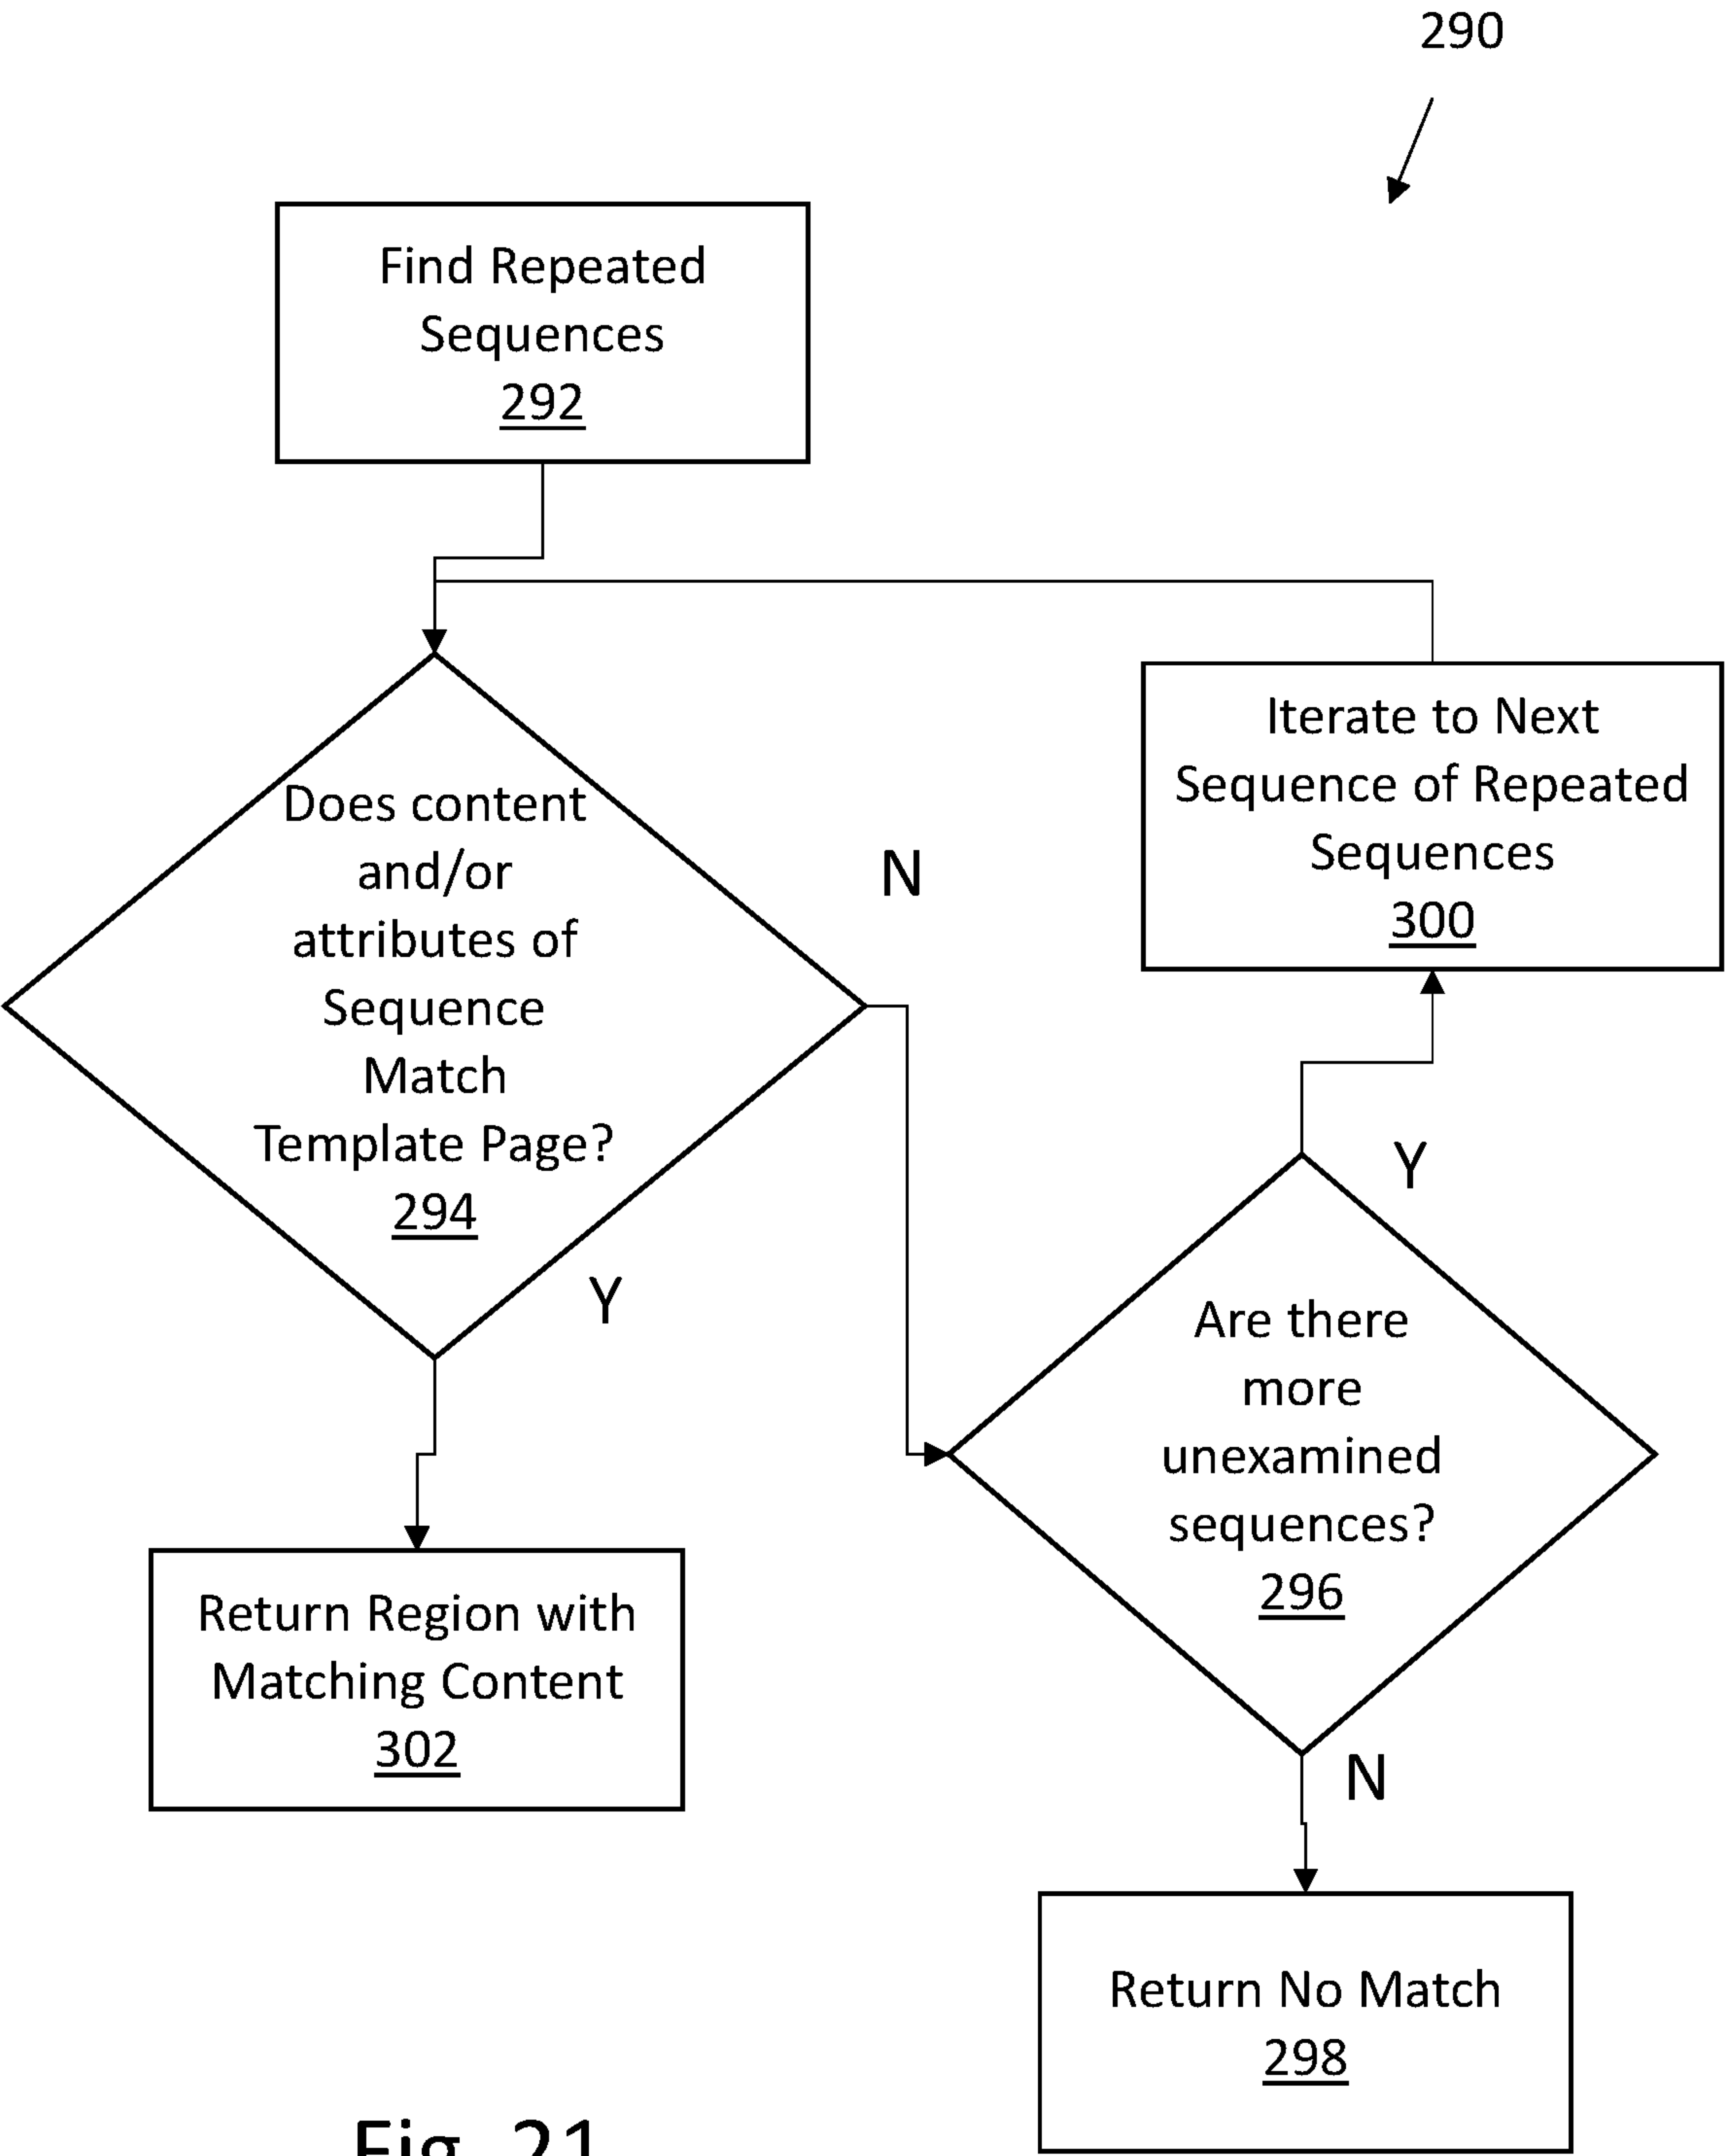 290
Find Repeated
Sequences
292
Does content
and/or
attributes of
Sequence
Match
Template Page?
294
N
Y
Iterate to Next
Sequence of Repeated
Sequences
300
Y
Are there
more
unexamined
sequences?
296
N
Return Region with
Matching Content
302
Return No Match
298
Fig. 21